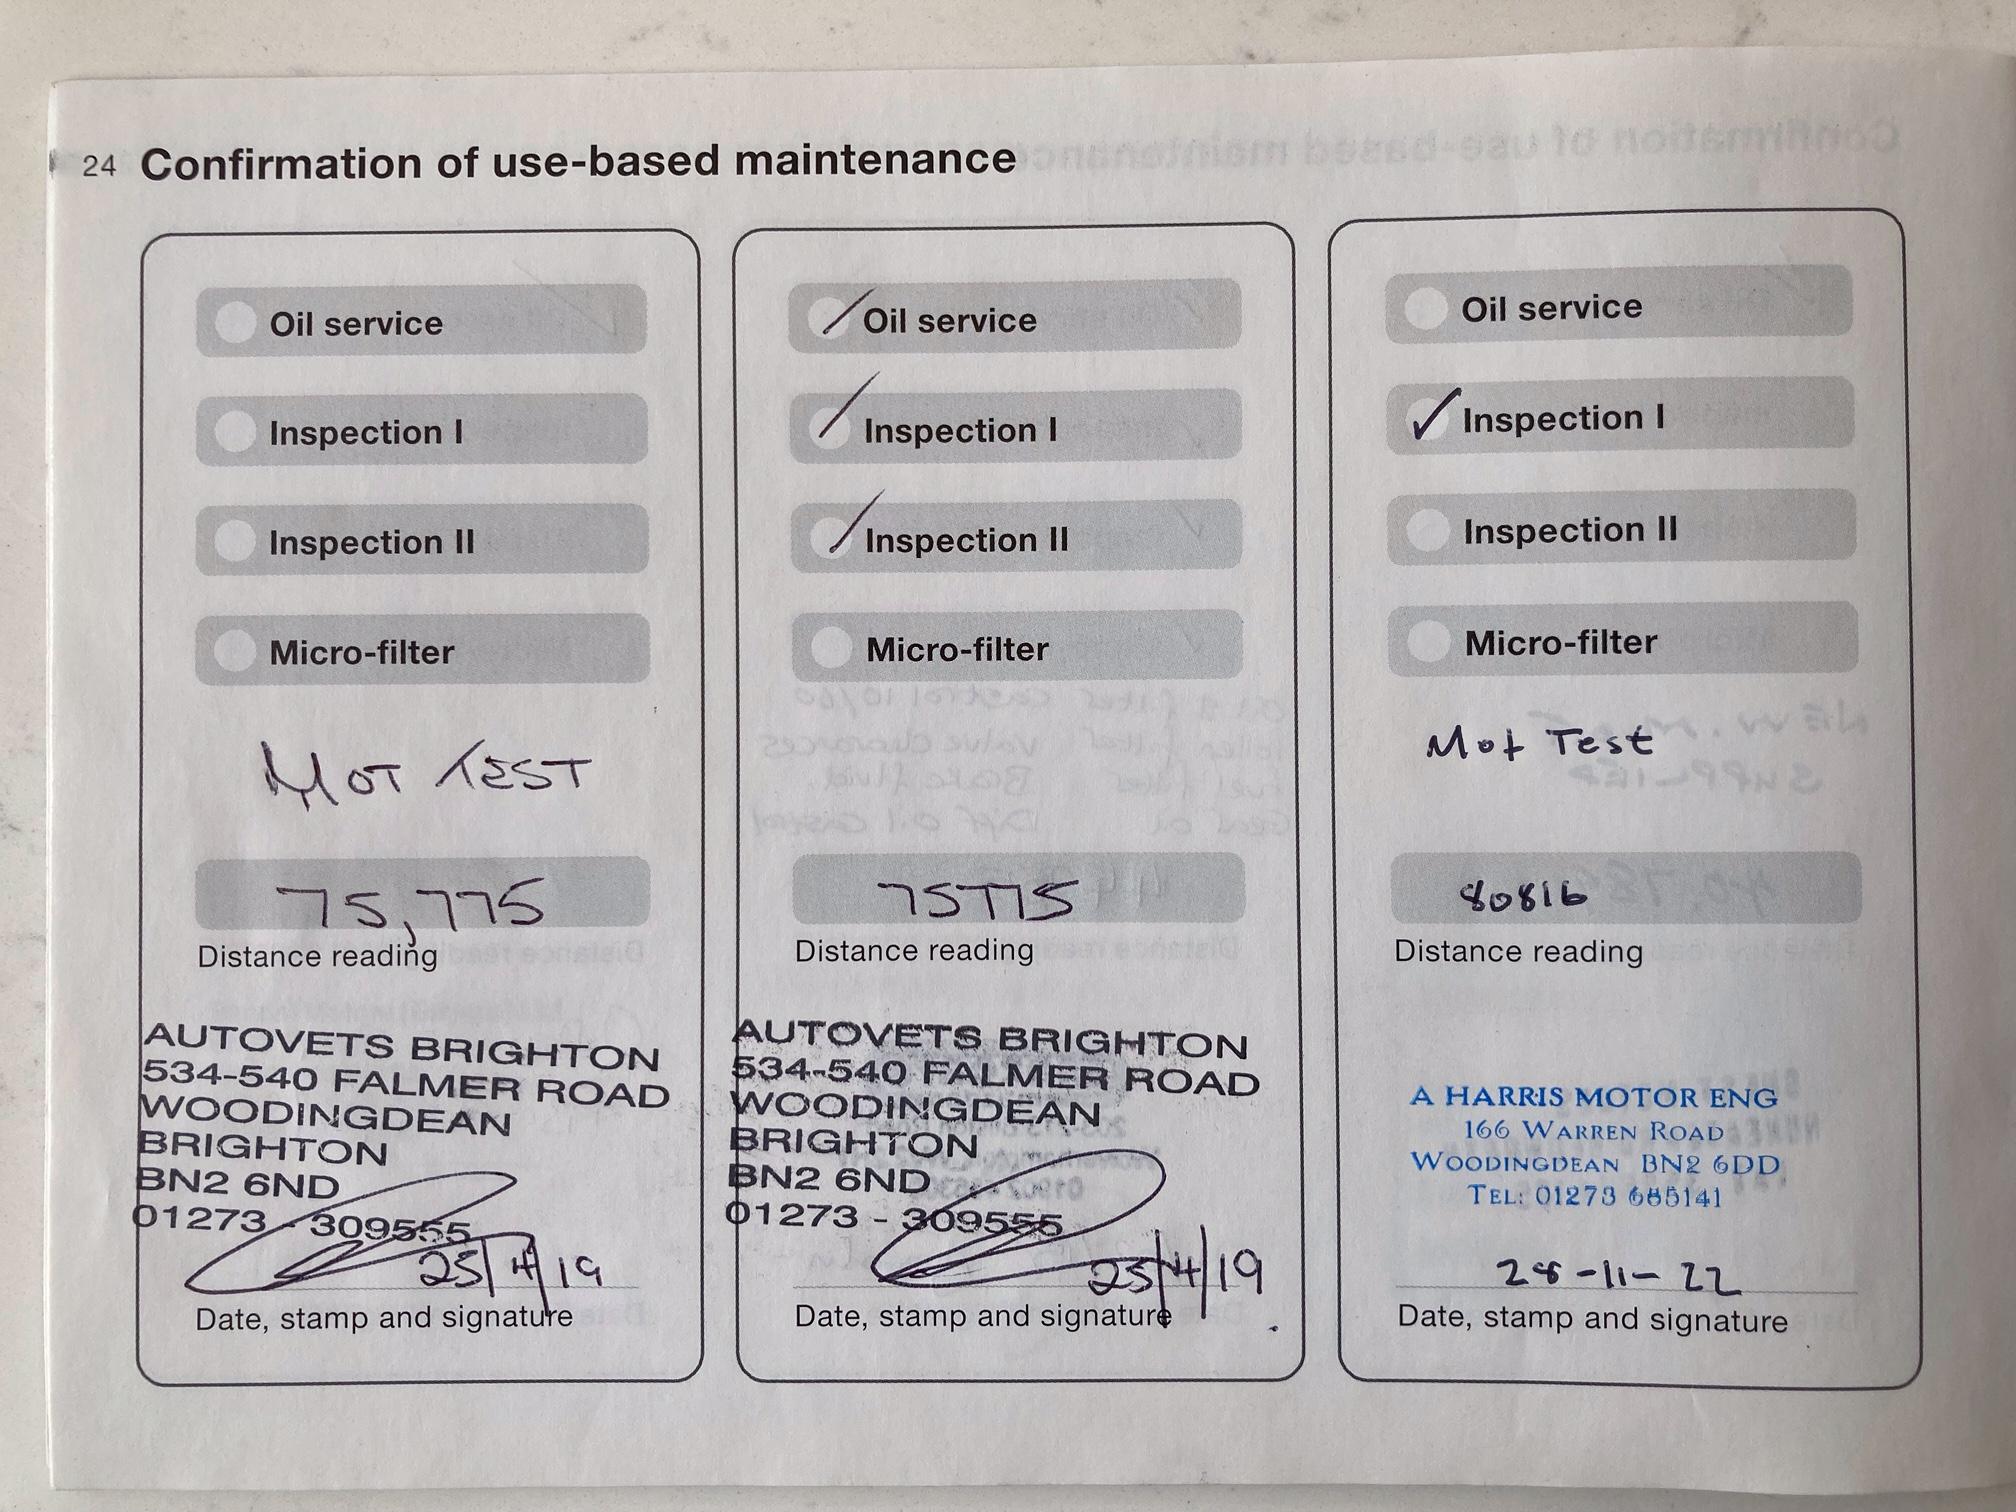 24 Confirmation of use-based maintenance
Oil service
Inspection I
Inspection II
Micro-filter
MOT TEST
75,775
Distance reading
AUTOVETS BRIGHTON
534-540 FALMER ROAD
WOODINGDEAN
BRIGHTON
BN2 6ND
01273 - 309555
25/4/19
Date, stamp and signature
Oil service
Inspection I
Inspection II
Micro-filter
75775
Distance reading
AUTOVETS BRIGHTON
534-540 FALMER ROAD
WOODINGDEAN
BRIGHTON
BN2 6ND
01273 - 309555
25/4/19
Date, stamp and signature
Oil service
Inspection I
Inspection II
Micro-filter
Mot Test
80816
Distance reading
A HARRIS MOTOR ENG
166 WARREN ROAD
WOODINGDEAN BN2 6DD
TEL: 01273 685141
28-11-22
Date, stamp and signature